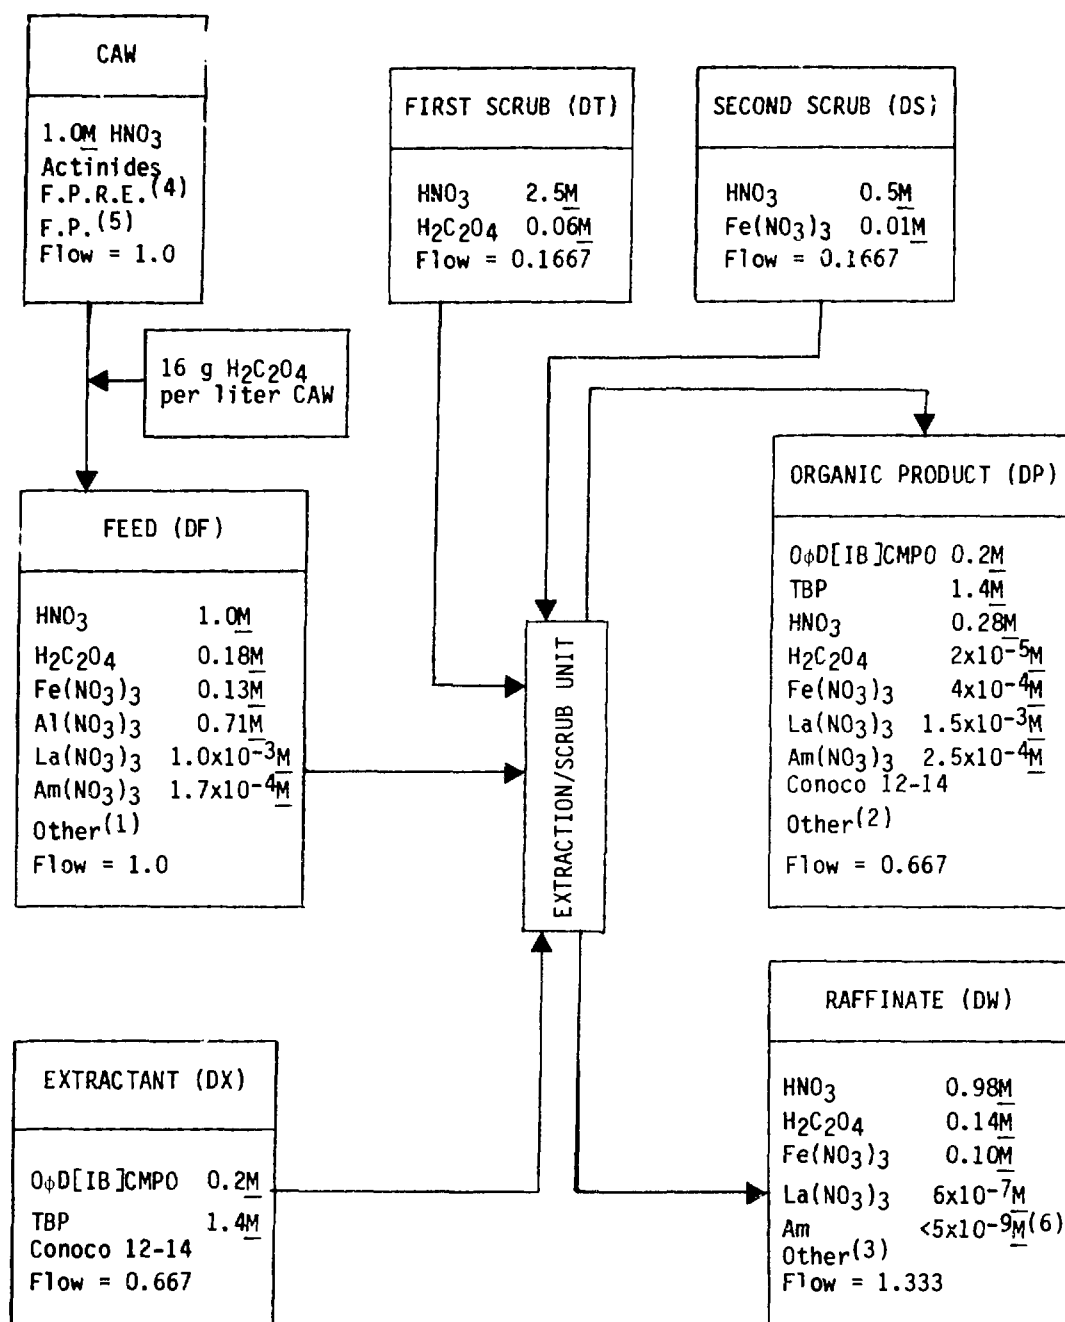 CAW
1.0M HNO3
Actinides
F.P.R.E.(4)
F.P.(5)
Flow = 1.0
FIRST SCRUB (DT)
HNO3 2.5M
H2C2O4 0.06M
Flow = 0.1667
SECOND SCRUB (DS)
HNO3 0.5M
Fe(NO3)3 0.01M
Flow = 0.1667
16 g H2C2O4
per liter CAW
FEED (DF)
HNO3 1.0M
H2C2O4 0.18M
Fe(NO3)3 0.13M
Al(NO3)3 0.71M
La(NO3)3 1.0x10-3M
Am(NO3)3 1.7x10-4M
Other(1)
Flow = 1.0
EXTRACTION/SCRUB UNIT
ORGANIC PRODUCT (DP)
OφD[IB]CMPO 0.2M
TBP 1.4M
HNO3 0.28M
H2C2O4 2x10-5M
Fe(NO3)3 4x10-4M
La(NO3)3 1.5x10-3M
Am(NO3)3 2.5x10-4M
Conoco 12-14
Other(2)
Flow = 0.667
EXTRACTANT (DX)
OφD[IB]CMPO 0.2M
TBP 1.4M
Conoco 12-14
Flow = 0.667
RAFFINATE (DW)
HNO3 0.98M
H2C2O4 0.14M
Fe(NO3)3 0.10M
La(NO3)3 6x10-7M
Am <5x10-9M(6)
Other(3)
Flow = 1.333